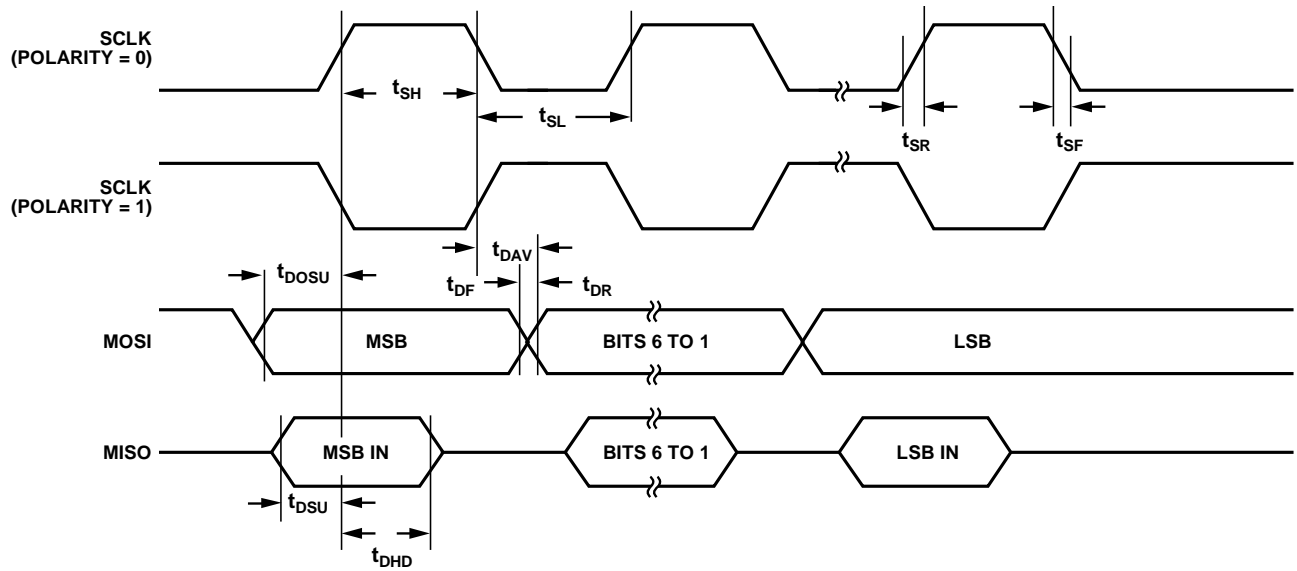 SCLK
(POLARITY = 0)
tSH
tSL
tSR
tSF
SCLK
(POLARITY = 1)
tDAV
tDOSU
tDF
tDR
MOSI
MSB
BITS 6 TO 1
LSB
MISO
MSB IN
BITS 6 TO 1
LSB IN
tDSU
tDHD